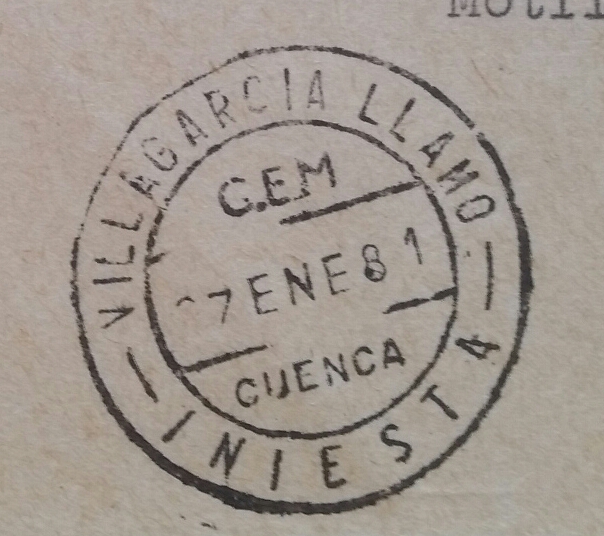 VILLAGARCIA LLANO
G.EM
7 ENE 81
CUENCA
INIESTA